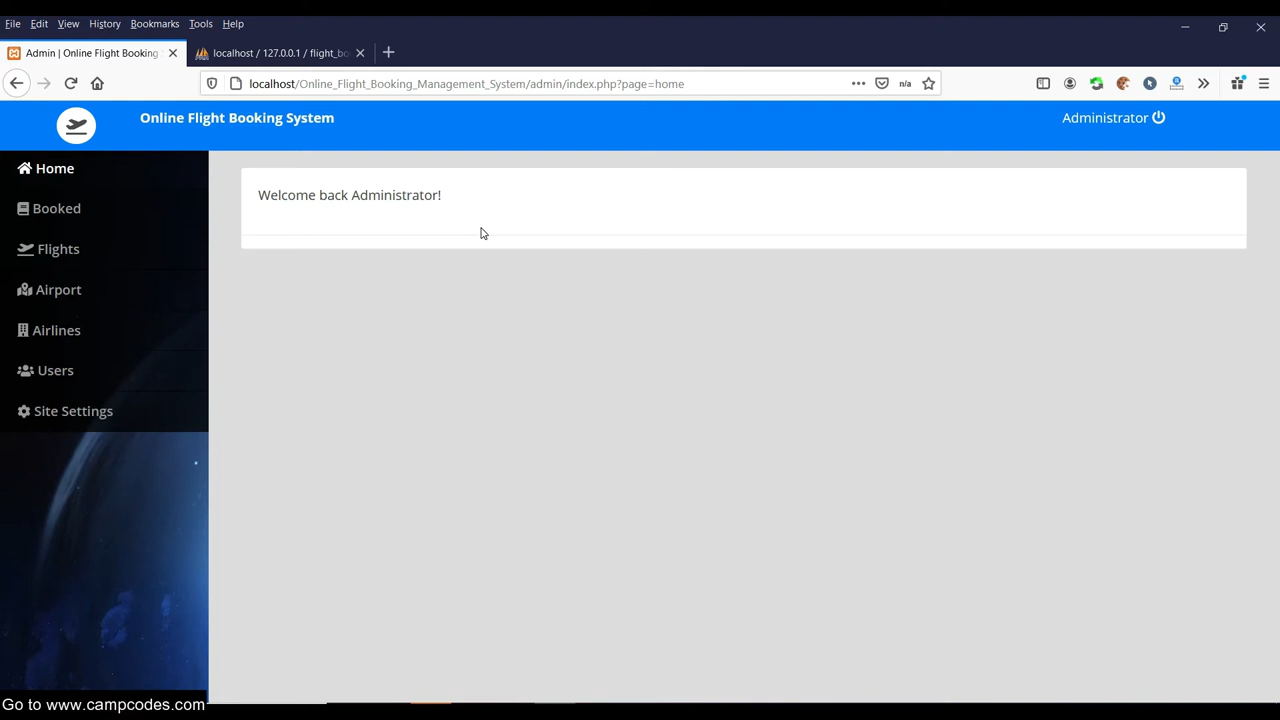 File Edit View History Bookmarks Tools Help
Admin | Online Flight Booking
localhost / 127.0.0.1 / flight_bo
localhost/Online_Flight_Booking_Management_System/admin/index.php?page=home
n/a
Online Flight Booking System
Administrator
Home
Welcome back Administrator!
Booked
Flights
Airport
Airlines
Users
Site Settings
Go to www.campcodes.com